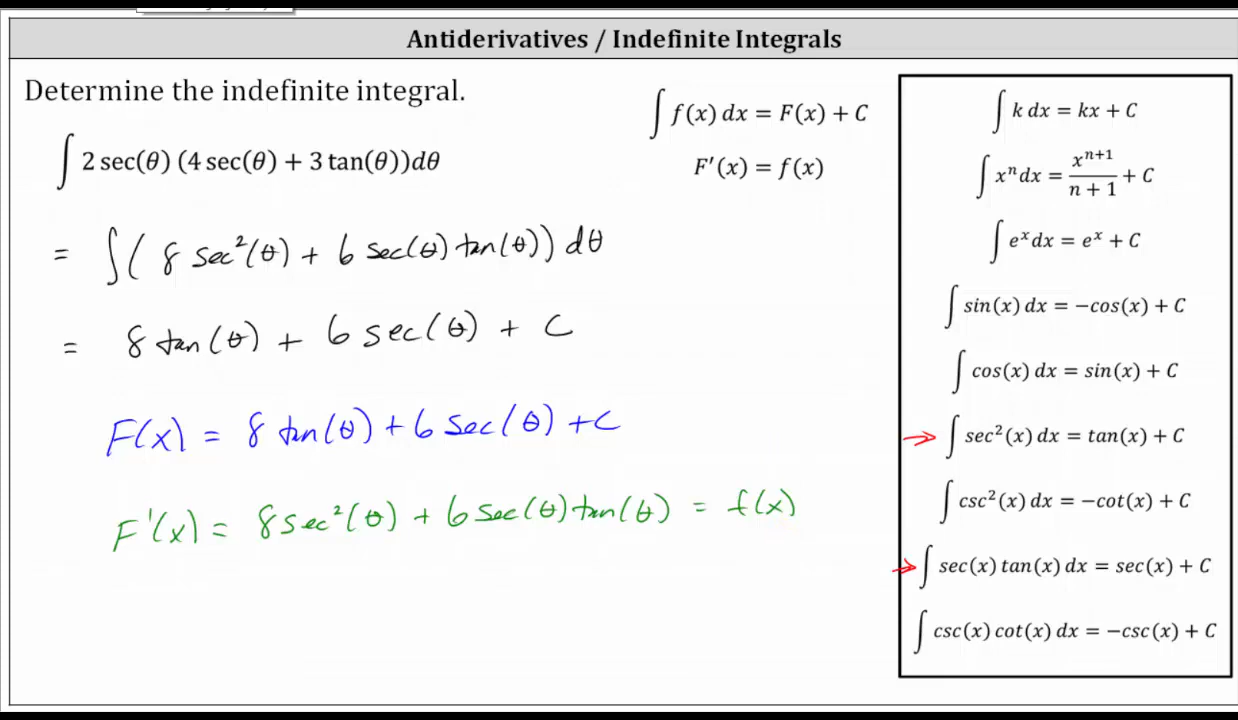 Antiderivatives / Indefinite Integrals
Determine the indefinite integral.
∫ 2 sec(θ) (4 sec(θ) + 3 tan(θ))dθ
= ∫( 8 sec²(θ) + 6 sec(θ) tan(θ)) dθ
= 8 tan(θ) + 6 sec(θ) + C
F(x) = 8 tan(θ) + 6 sec(θ) + C
F'(x) = 8 sec²(θ) + 6 sec(θ) tan(θ) = f(x)
∫ f(x) dx = F(x) + C
F′(x) = f(x)
∫ k dx = kx + C
∫ xⁿ dx = xⁿ⁺¹/(n + 1) + C
∫ eˣ dx = eˣ + C
∫ sin(x) dx = −cos(x) + C
∫ cos(x) dx = sin(x) + C
→ ∫ sec²(x) dx = tan(x) + C
∫ csc²(x) dx = −cot(x) + C
→ ∫ sec(x) tan(x) dx = sec(x) + C
∫ csc(x) cot(x) dx = −csc(x) + C